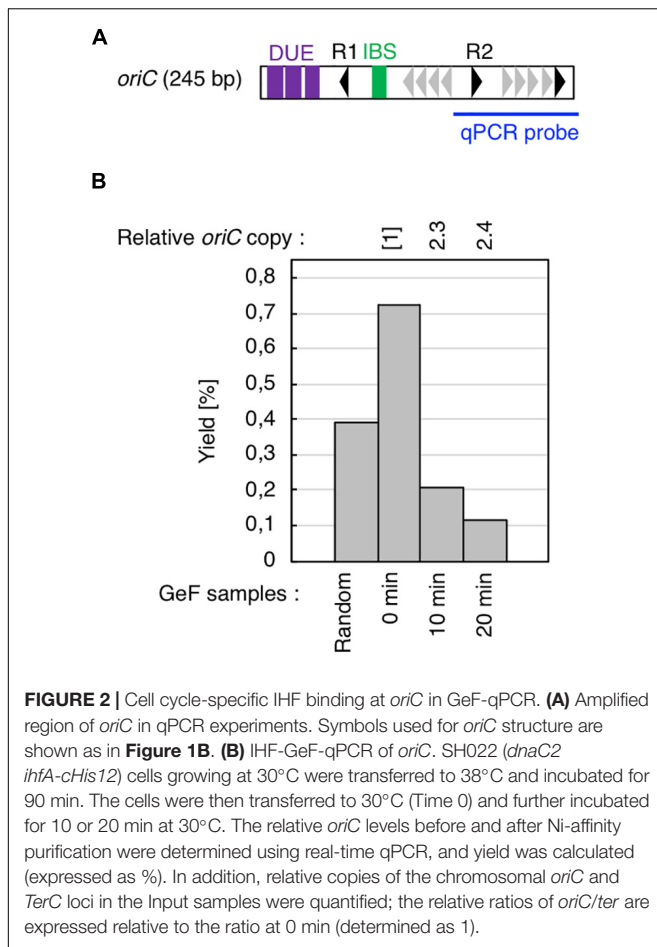 A
DUE R1 IBS R2
oriC (245 bp)
qPCR probe
B
Relative oriC copy : [1] 2.3 2.4
0,8
0,7
0,6
0,5
0,4
0,3
0,2
0,1
0
Yield [%]
GeF samples : Random 0 min 10 min 20 min
FIGURE 2 | Cell cycle-specific IHF binding at oriC in GeF-qPCR. (A) Amplified
region of oriC in qPCR experiments. Symbols used for oriC structure are
shown as in Figure 1B. (B) IHF-GeF-qPCR of oriC. SH022 (dnaC2
ihfA-cHis12) cells growing at 30°C were transferred to 38°C and incubated for
90 min. The cells were then transferred to 30°C (Time 0) and further incubated
for 10 or 20 min at 30°C. The relative oriC levels before and after Ni-affinity
purification were determined using real-time qPCR, and yield was calculated
(expressed as %). In addition, relative copies of the chromosomal oriC and
TerC loci in the Input samples were quantified; the relative ratios of oriC/ter are
expressed relative to the ratio at 0 min (determined as 1).